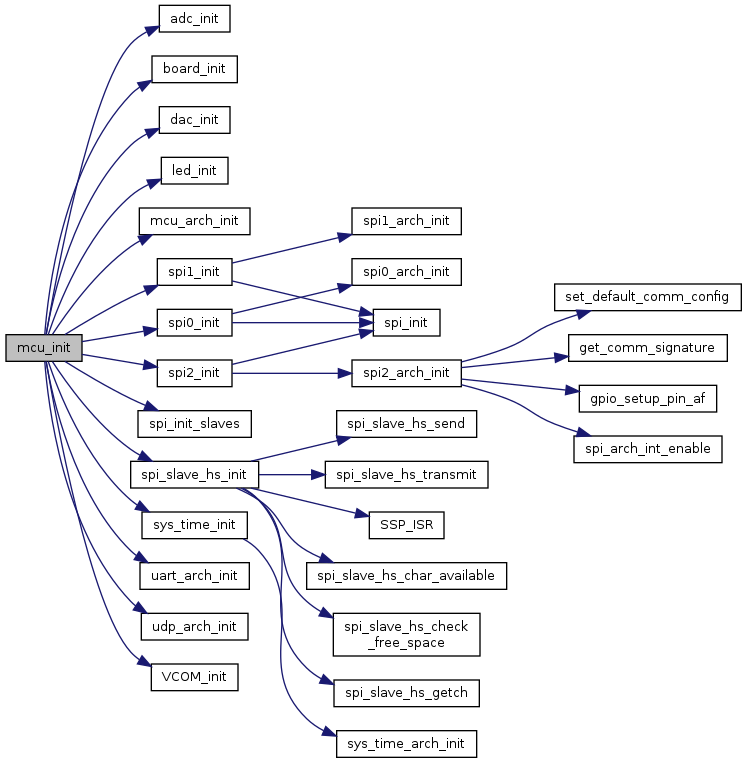 adc_init
board_init
dac_init
led_init
mcu_arch_init
spi1_arch_init
spi1_init
spi0_arch_init
set_default_comm_config
spi0_init
spi_init
mcu_init
get_comm_signature
spi2_init
spi2_arch_init
gpio_setup_pin_af
spi_init_slaves
spi_slave_hs_send
spi_arch_int_enable
spi_slave_hs_init
spi_slave_hs_transmit
sys_time_init
SSP_ISR
uart_arch_init
spi_slave_hs_char_available
udp_arch_init
spi_slave_hs_check
_free_space
VCOM_init
spi_slave_hs_getch
sys_time_arch_init